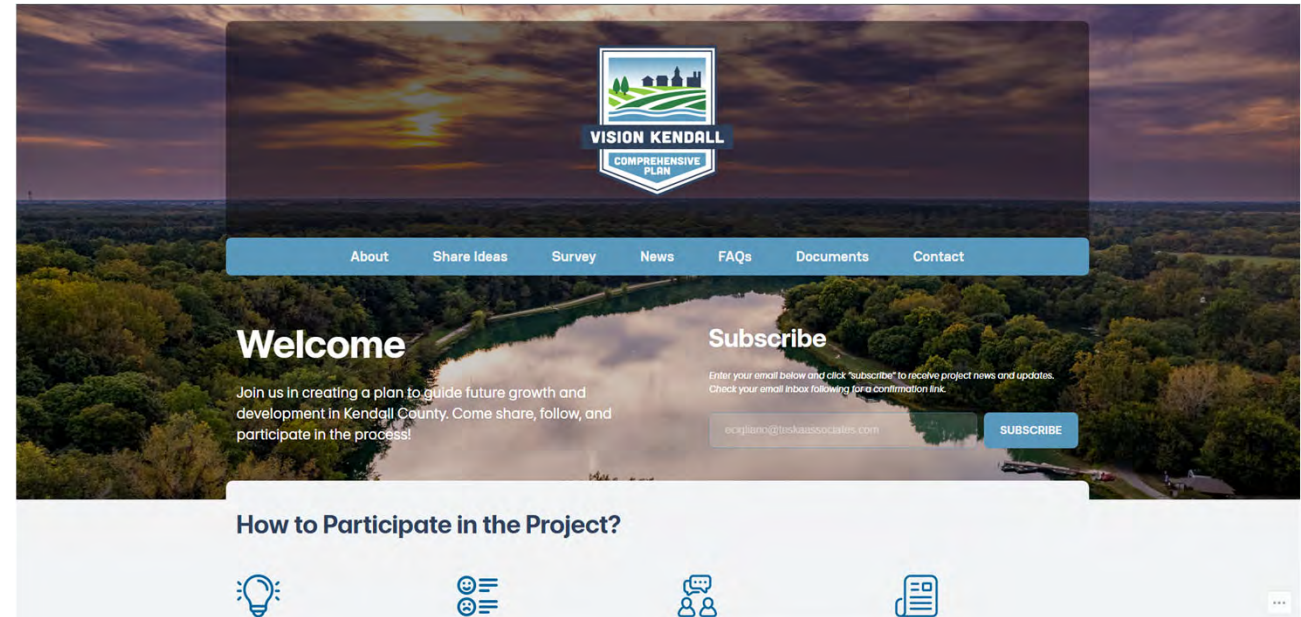 VISION KENDALL
COMPREHENSIVE
PLAN
About Share Ideas Survey News FAQs Documents Contact
Welcome
Join us in creating a plan to guide future growth and
development in Kendall County. Come share, follow, and
participate in the process!
Subscribe
Enter your email below and click "subscribe" to receive project news and updates.
Check your email inbox following for a confirmation link.
ecigliano@teskaassociates.com
SUBSCRIBE
How to Participate in the Project?